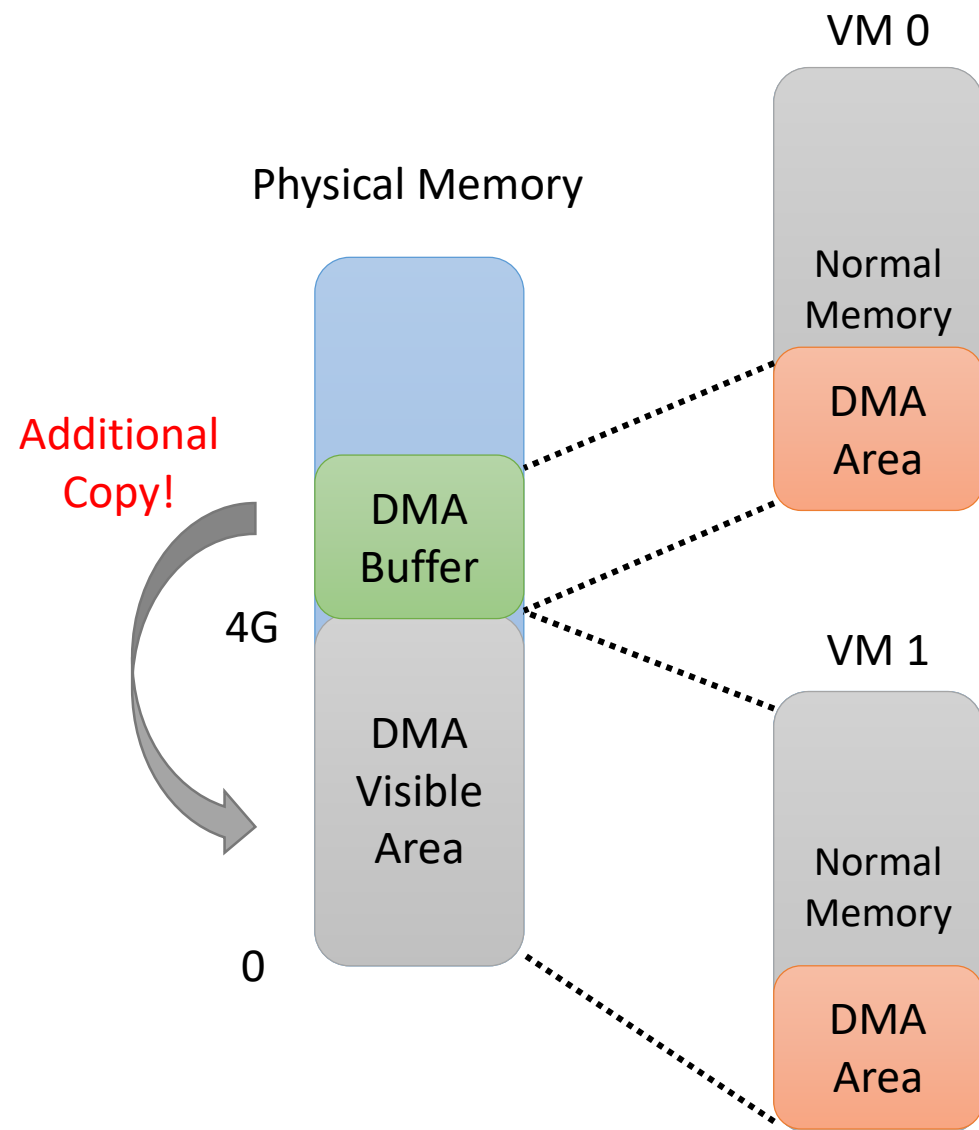 VM 0
Physical Memory
Normal
Memory
DMA
Area
Additional
Copy!
DMA
Buffer
4G
DMA
Visible
Area
0
VM 1
Normal
Memory
DMA
Area